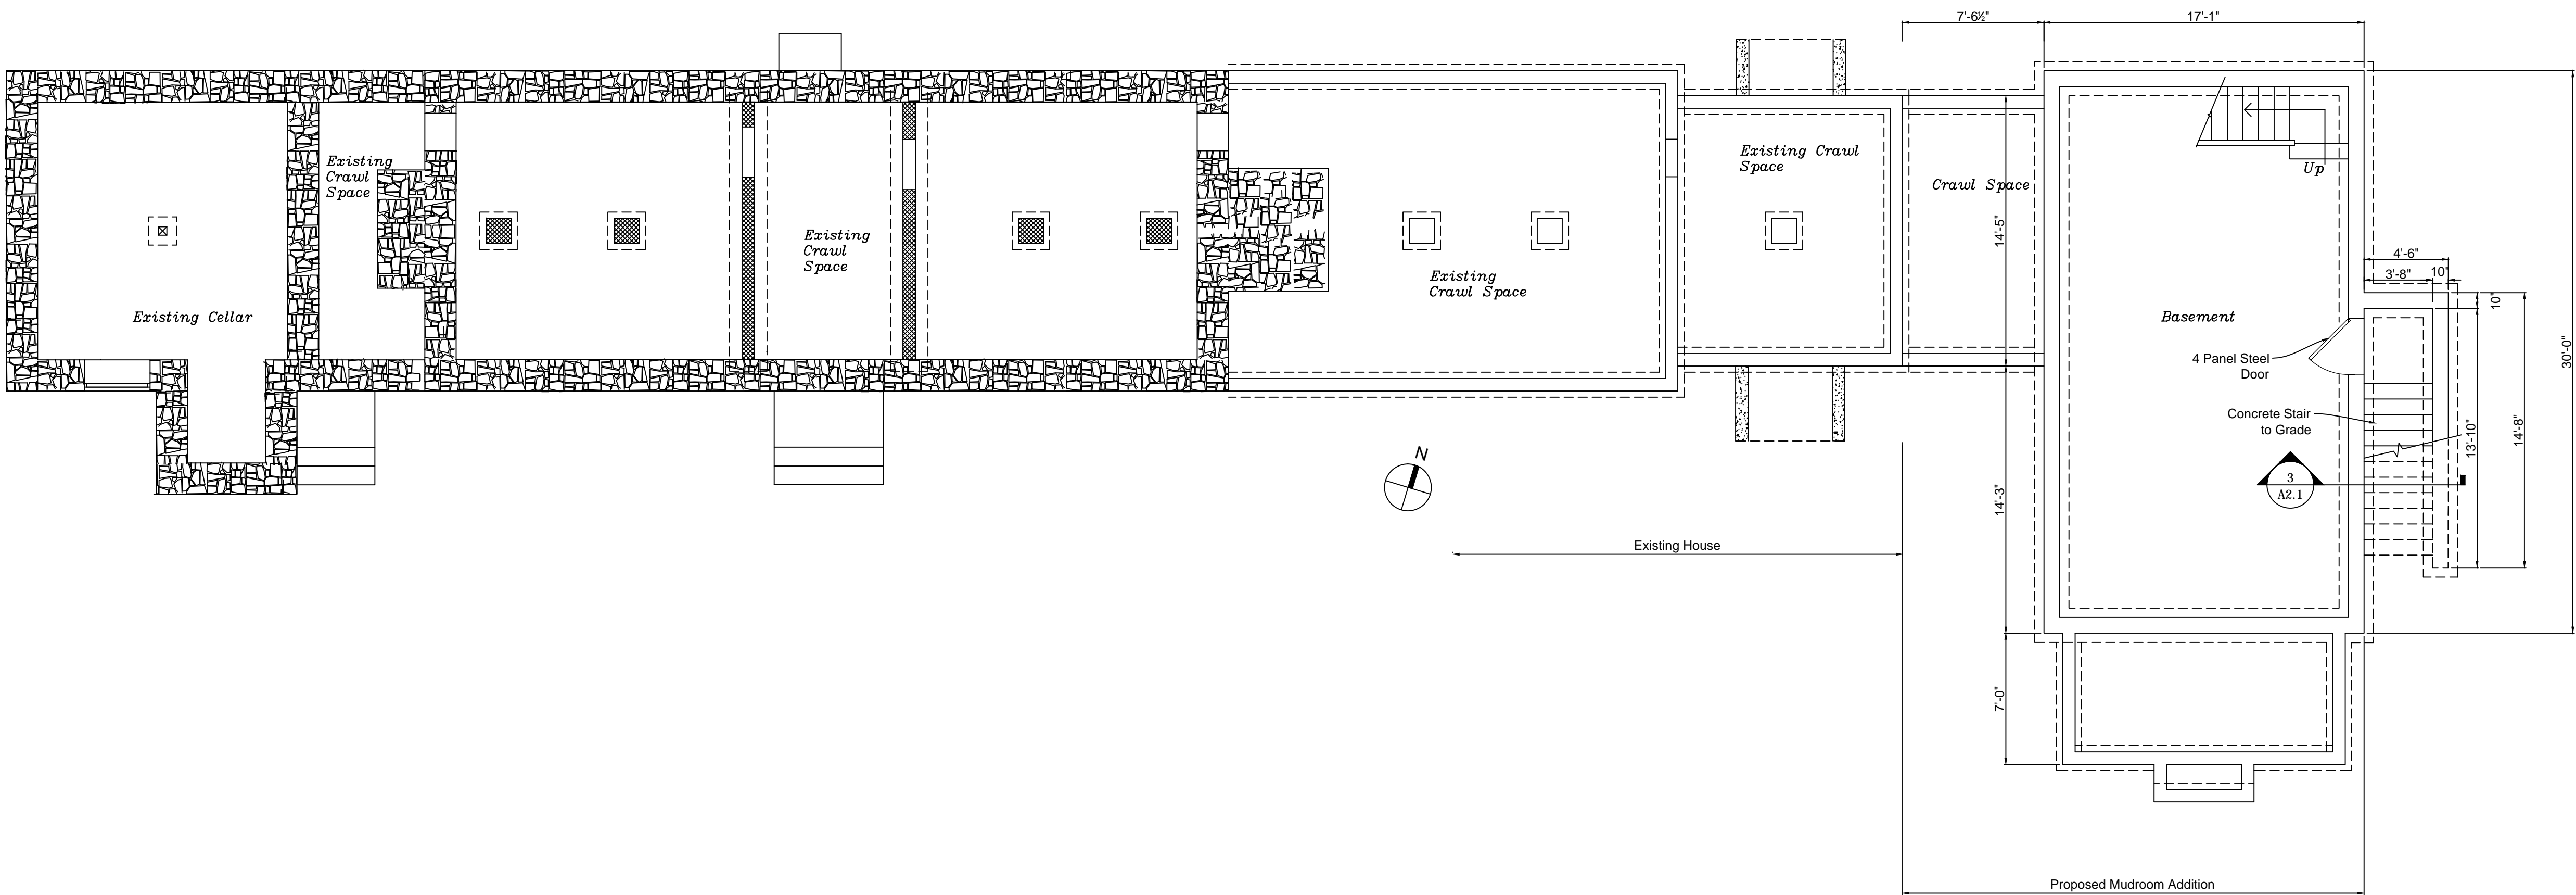 7'-6½"
17'-1"
Existing
Crawl
Space
Existing Crawl
Space
Crawl Space
Up
14'-5"
Existing
Crawl
Space
Existing
Crawl Space
4'-6"
3'-8"
10"
10"
Existing Cellar
Basement
4 Panel Steel
Door
30'-0"
Concrete Stair
to Grade
13'-10"
14'-8"
N
3
A2.1
14'-3"
Existing House
7'-0"
Proposed Mudroom Addition